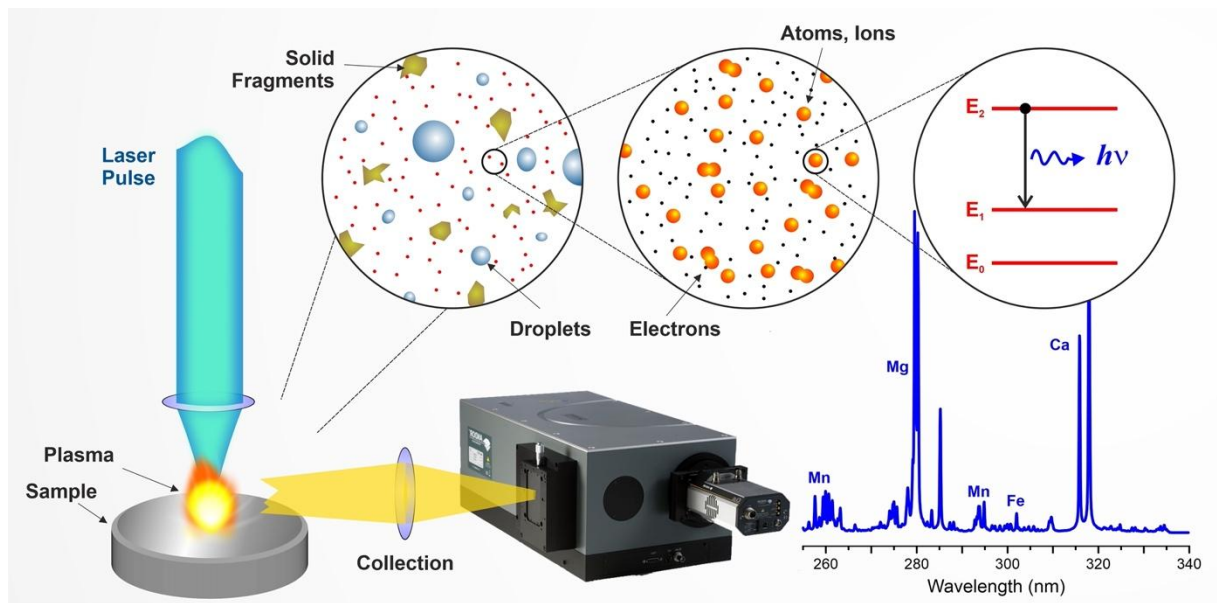 Solid
Fragments
Atoms, Ions
E2
hν
E1
E0
Laser
Pulse
Droplets
Electrons
Plasma
Sample
Collection
Mg
Ca
Mn
Mn
Fe
255 280 300 320 340
Wavelength (nm)